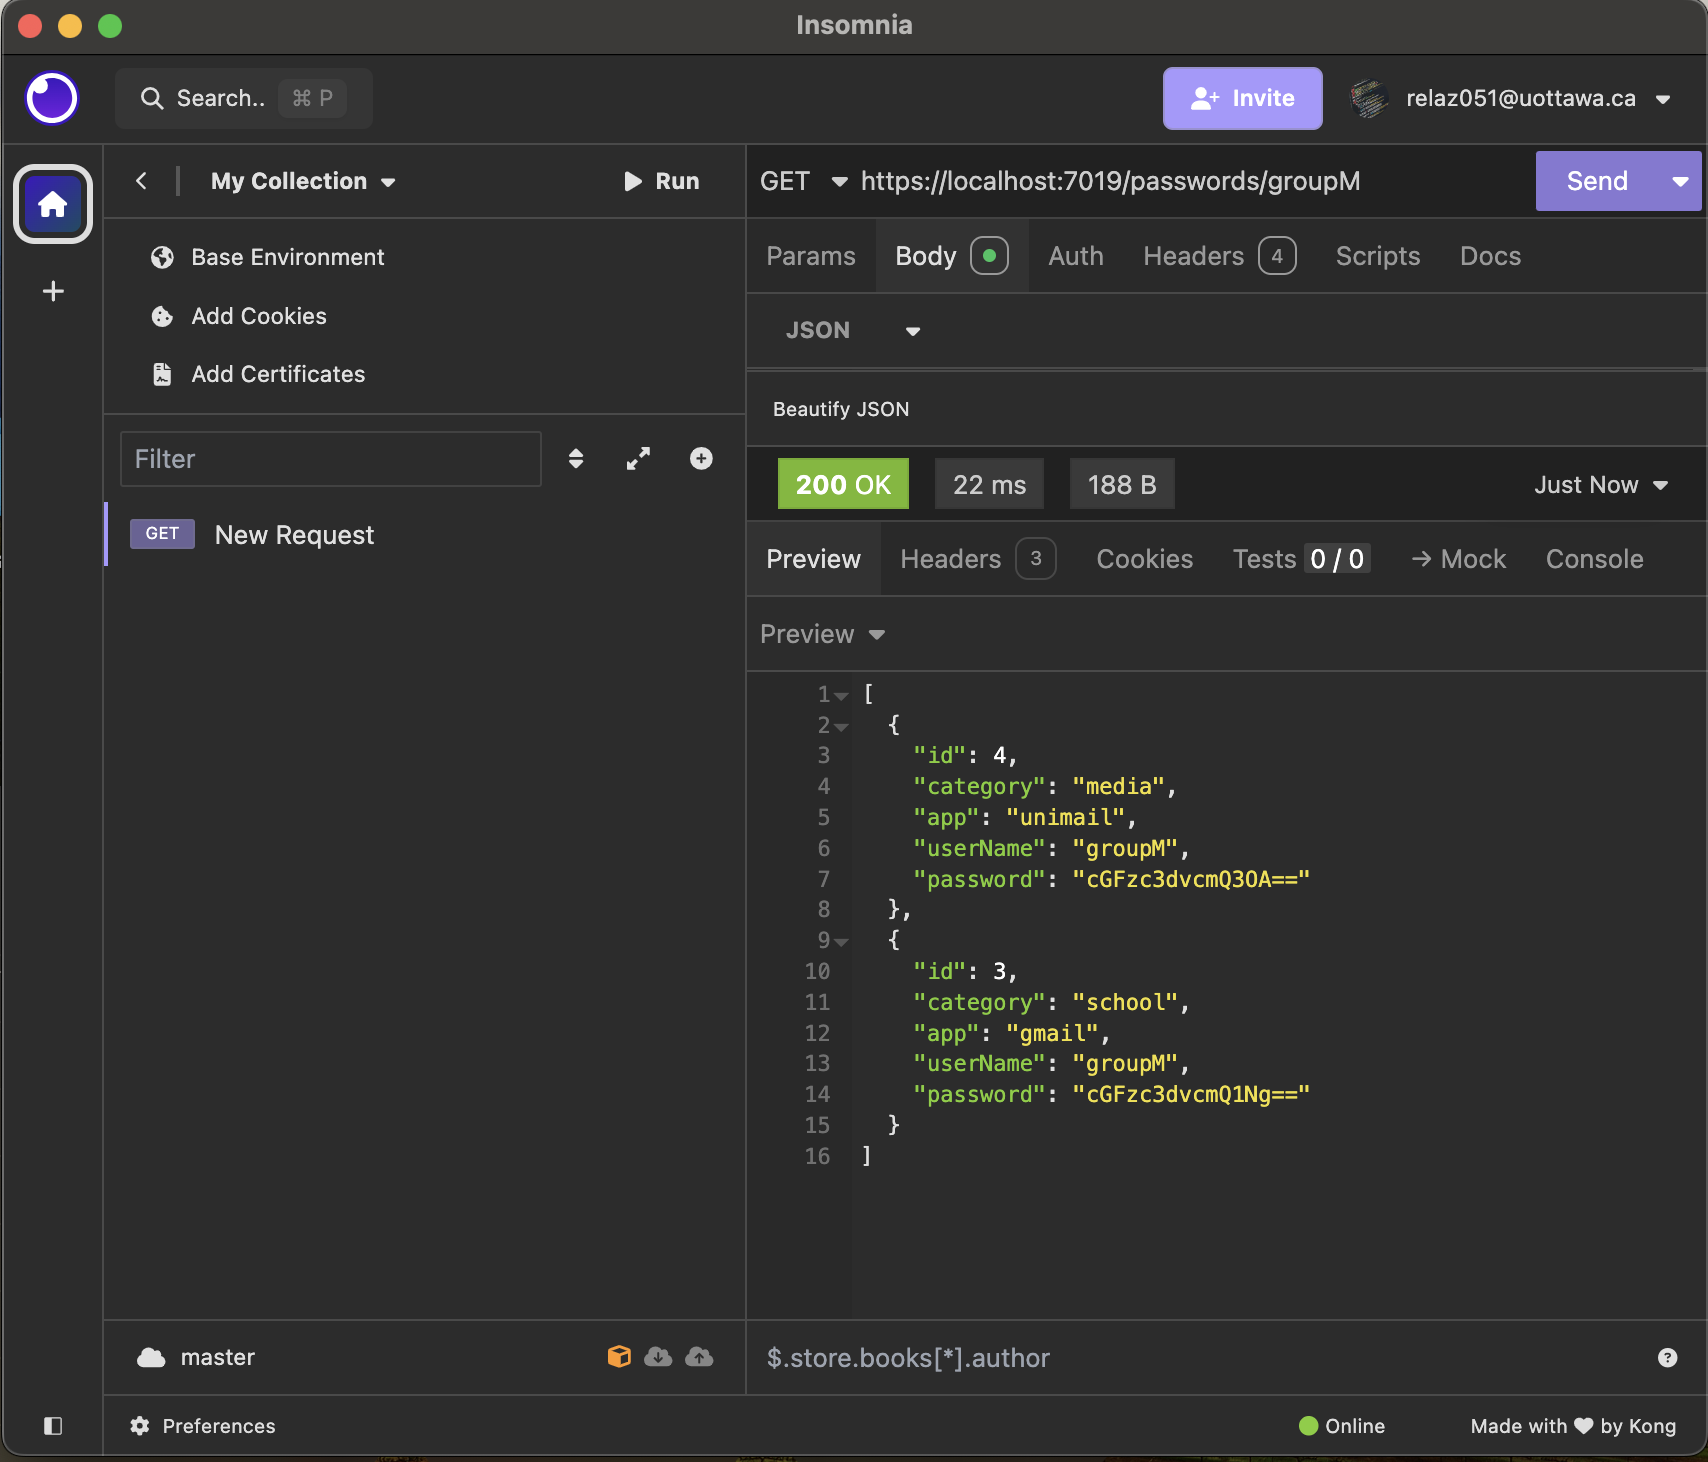 Insomnia
Search.. ⌘ P
Invite
relaz051@uottawa.ca
My Collection
Run
GET https://localhost:7019/passwords/groupM
Send
Base Environment
Add Cookies
Add Certificates
Params Body Auth Headers 4 Scripts Docs
JSON
Beautify JSON
Filter
GET New Request
200 OK 22 ms 188 B Just Now
Preview Headers 3 Cookies Tests 0 / 0 → Mock Console
Preview
1 [
2 {
3 "id": 4,
4 "category": "media",
5 "app": "unimail",
6 "userName": "groupM",
7 "password": "cGFzc3dvcmQ3OA=="
8 },
9 {
10 "id": 3,
11 "category": "school",
12 "app": "gmail",
13 "userName": "groupM",
14 "password": "cGFzc3dvcmQ1Ng=="
15 }
16 ]
master
$.store.books[*].author
?
Preferences
Online
Made with ♥ by Kong